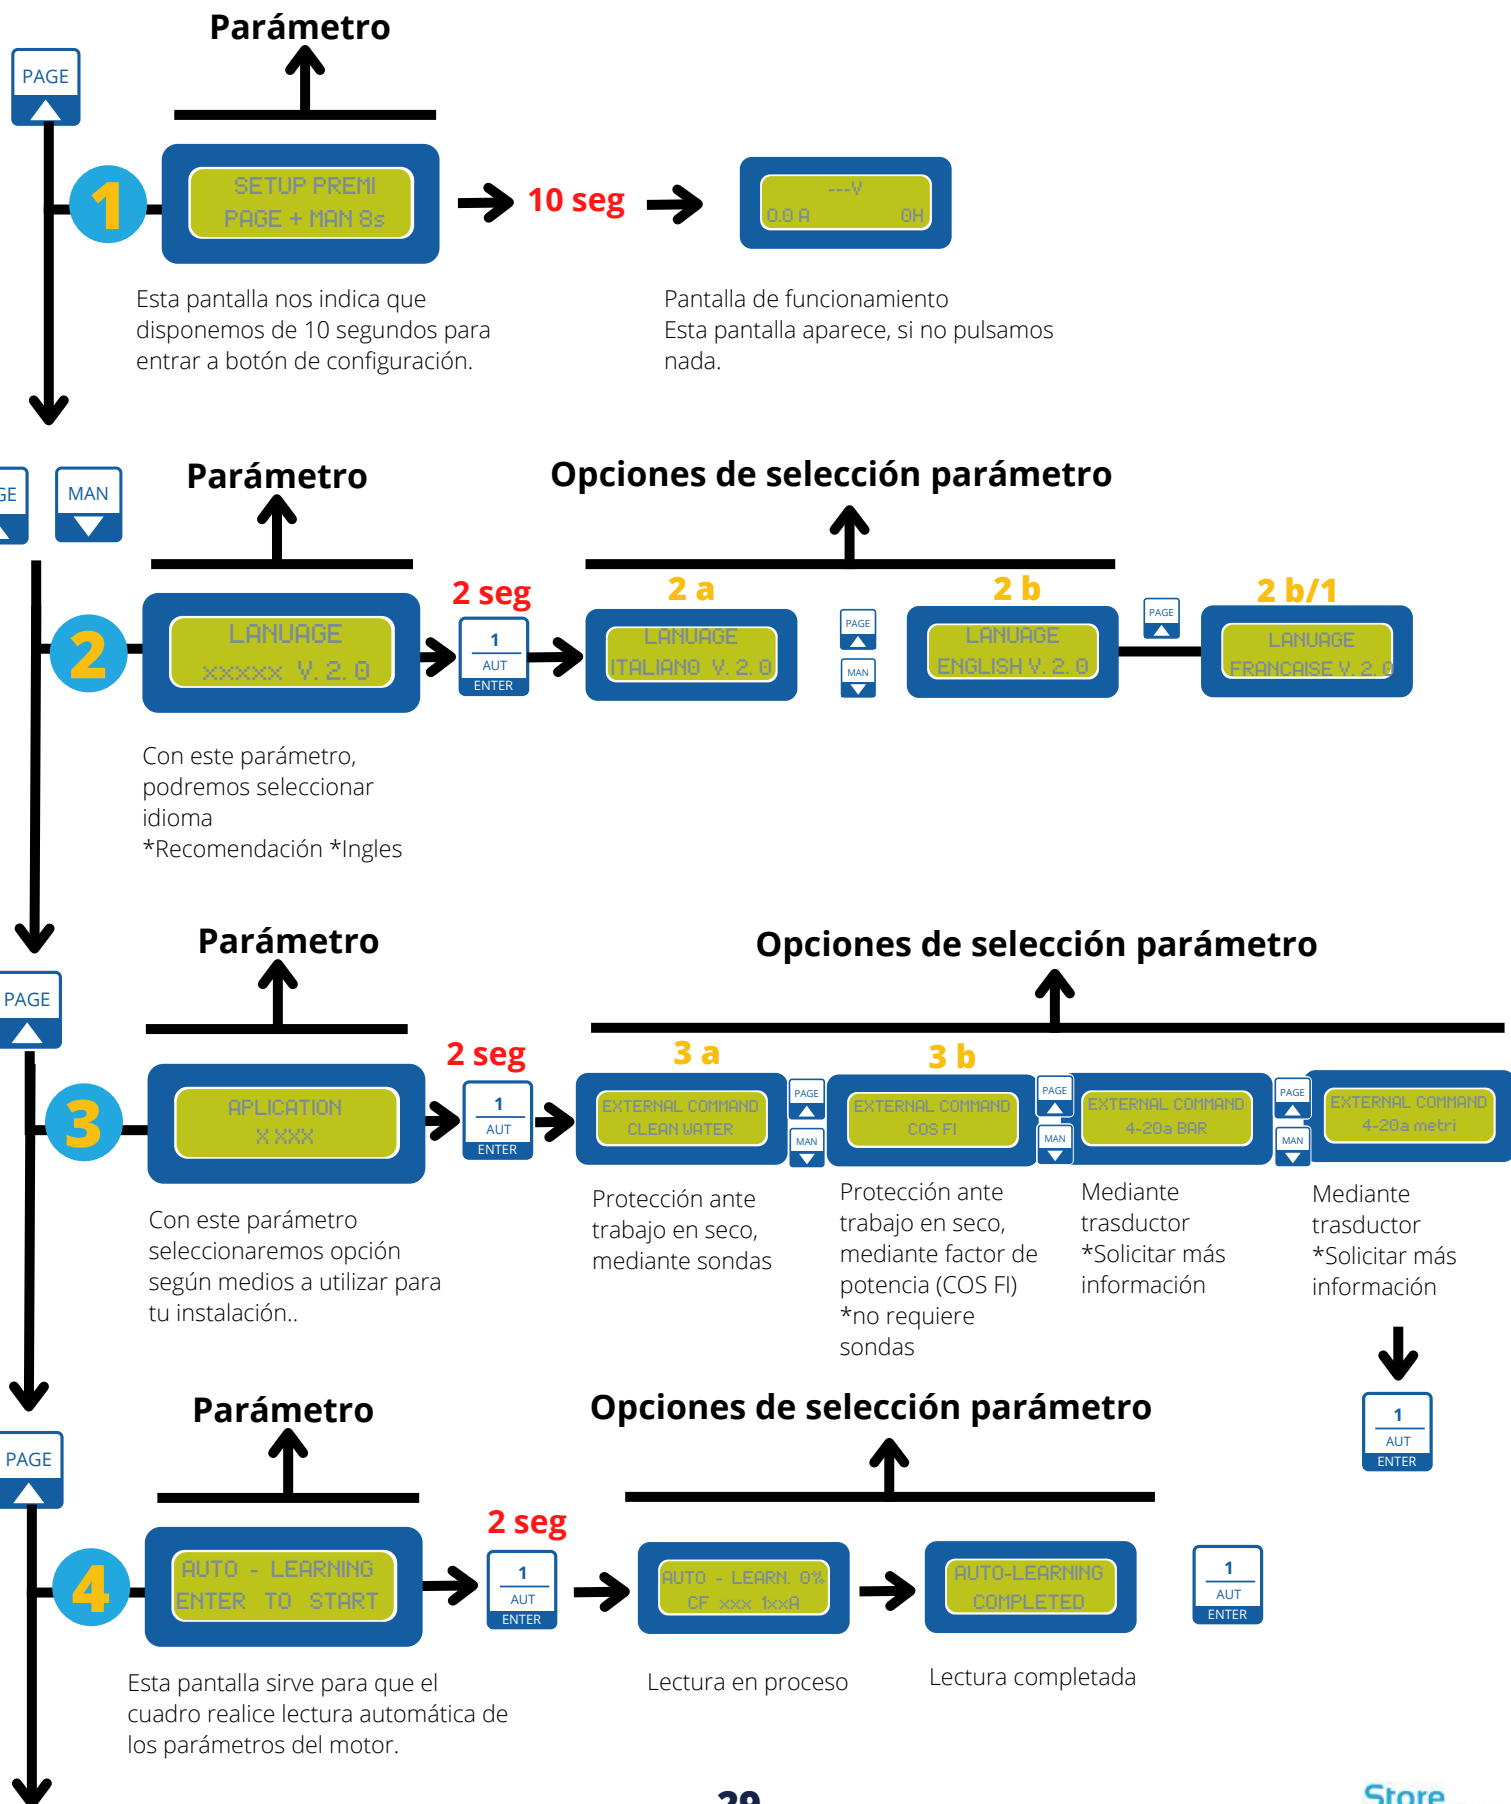 Parámetro
PAGE
1
SETUP PREMI
PAGE + MAN 8s
10 seg
---V
0.0 A 0H
Esta pantalla nos indica que
disponemos de 10 segundos para
entrar a botón de configuración.
Pantalla de funcionamiento
Esta pantalla aparece, si no pulsamos
nada.
GE
MAN
Parámetro
Opciones de selección parámetro
2
LANUAGE
xxxxx V. 2. 0
2 seg
1
AUT
ENTER
2 a
LANUAGE
ITALIANO V. 2. 0
PAGE
MAN
2 b
LANUAGE
ENGLISH V. 2. 0
PAGE
2 b/1
LANUAGE
FRANCAISE V. 2. 0
Con este parámetro,
podremos seleccionar
idioma
*Recomendación *Ingles
Parámetro
Opciones de selección parámetro
PAGE
3
APLICATION
X XXX
2 seg
1
AUT
ENTER
3 a
EXTERNAL COMMAND
CLEAN WATER
PAGE
MAN
3 b
EXTERNAL COMMAND
COS FI
PAGE
MAN
EXTERNAL COMMAND
4-20a BAR
PAGE
MAN
EXTERNAL COMMAND
4-20a metri
Con este parámetro
seleccionaremos opción
según medios a utilizar para
tu instalación..
Protección ante
trabajo en seco,
mediante sondas
Protección ante
trabajo en seco,
mediante factor de
potencia (COS FI)
*no requiere
sondas
Mediante
trasductor
*Solicitar más
información
Mediante
trasductor
*Solicitar más
información
1
AUT
ENTER
Parámetro
Opciones de selección parámetro
PAGE
4
AUTO - LEARNING
ENTER TO START
2 seg
1
AUT
ENTER
AUTO - LEARN. 0%
CF xxx 1xxA
AUTO-LEARNING
COMPLETED
1
AUT
ENTER
Esta pantalla sirve para que el
cuadro realice lectura automática de
los parámetros del motor.
Lectura en proceso
Lectura completada
29
Store